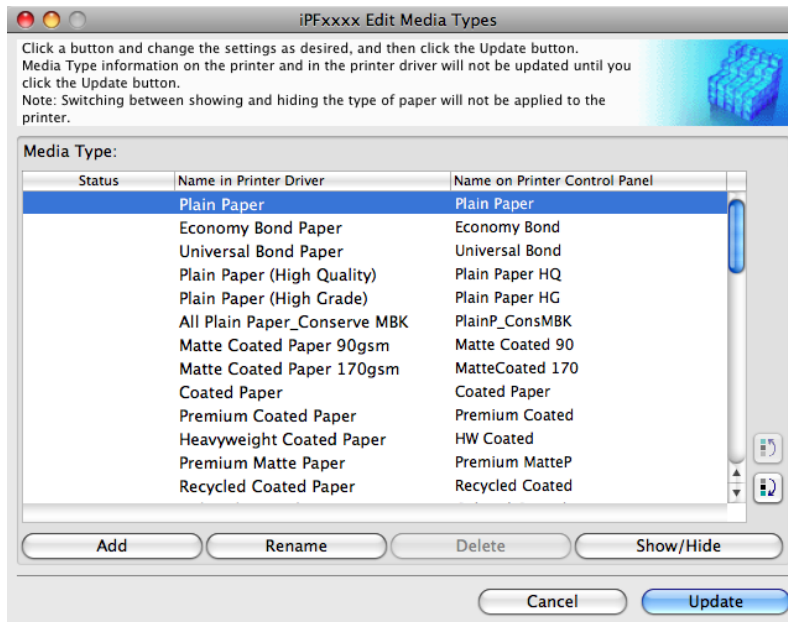 iPFxxxx Edit Media Types
Click a button and change the settings as desired, and then click the Update button.
Media Type information on the printer and in the printer driver will not be updated until you
click the Update button.
Note: Switching between showing and hiding the type of paper will not be applied to the
printer.
Media Type:
Status Name in Printer Driver Name on Printer Control Panel
Plain Paper Plain Paper
Economy Bond Paper Economy Bond
Universal Bond Paper Universal Bond
Plain Paper (High Quality) Plain Paper HQ
Plain Paper (High Grade) Plain Paper HG
All Plain Paper_Conserve MBK PlainP_ConsMBK
Matte Coated Paper 90gsm Matte Coated 90
Matte Coated Paper 170gsm MatteCoated 170
Coated Paper Coated Paper
Premium Coated Paper Premium Coated
Heavyweight Coated Paper HW Coated
Premium Matte Paper Premium MatteP
Recycled Coated Paper Recycled Coated
Add Rename Delete Show/Hide
Cancel Update